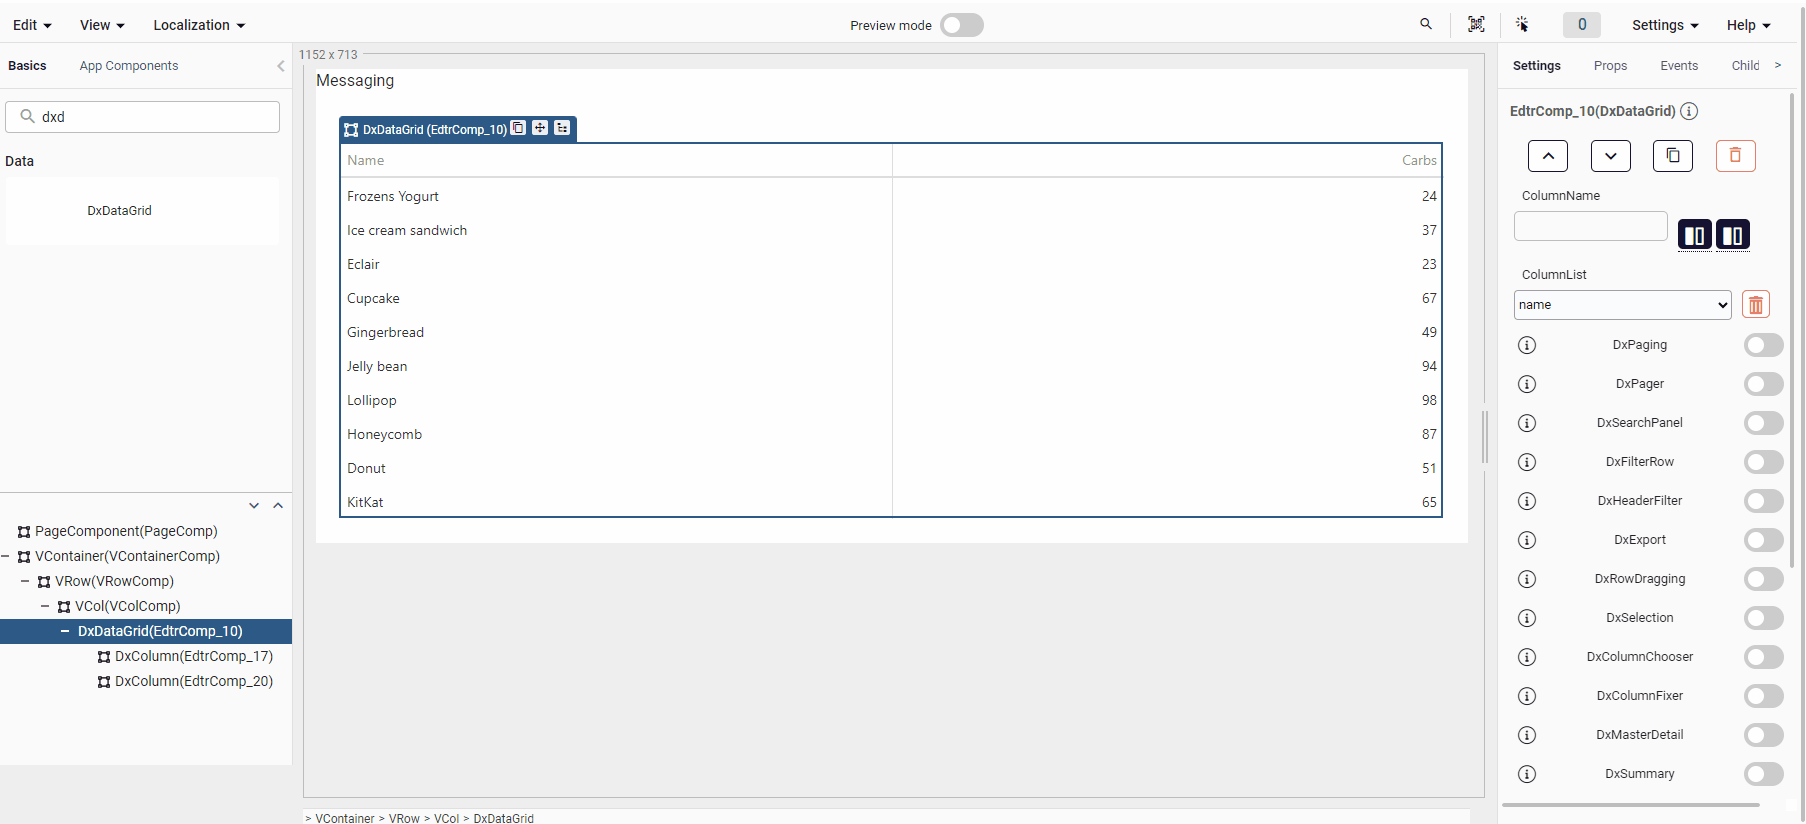 Edit View Localization Preview mode 0 Settings Help
Basics App Components
dxd
Data
DxDataGrid
PageComponent(PageComp)
VContainer(VContainerComp)
VRow(VRowComp)
VCol(VColComp)
DxDataGrid(EdtrComp_10)
DxColumn(EdtrComp_17)
DxColumn(EdtrComp_20)
1152 x 713
Messaging
DxDataGrid (EdtrComp_10)
Name Carbs
Frozens Yogurt 24
Ice cream sandwich 37
Eclair 23
Cupcake 67
Gingerbread 49
Jelly bean 94
Lollipop 98
Honeycomb 87
Donut 51
KitKat 65
> VContainer > VRow > VCol > DxDataGrid
Settings Props Events Child >
EdtrComp_10(DxDataGrid)
ColumnName
ColumnList
name
DxPaging
DxPager
DxSearchPanel
DxFilterRow
DxHeaderFilter
DxExport
DxRowDragging
DxSelection
DxColumnChooser
DxColumnFixer
DxMasterDetail
DxSummary